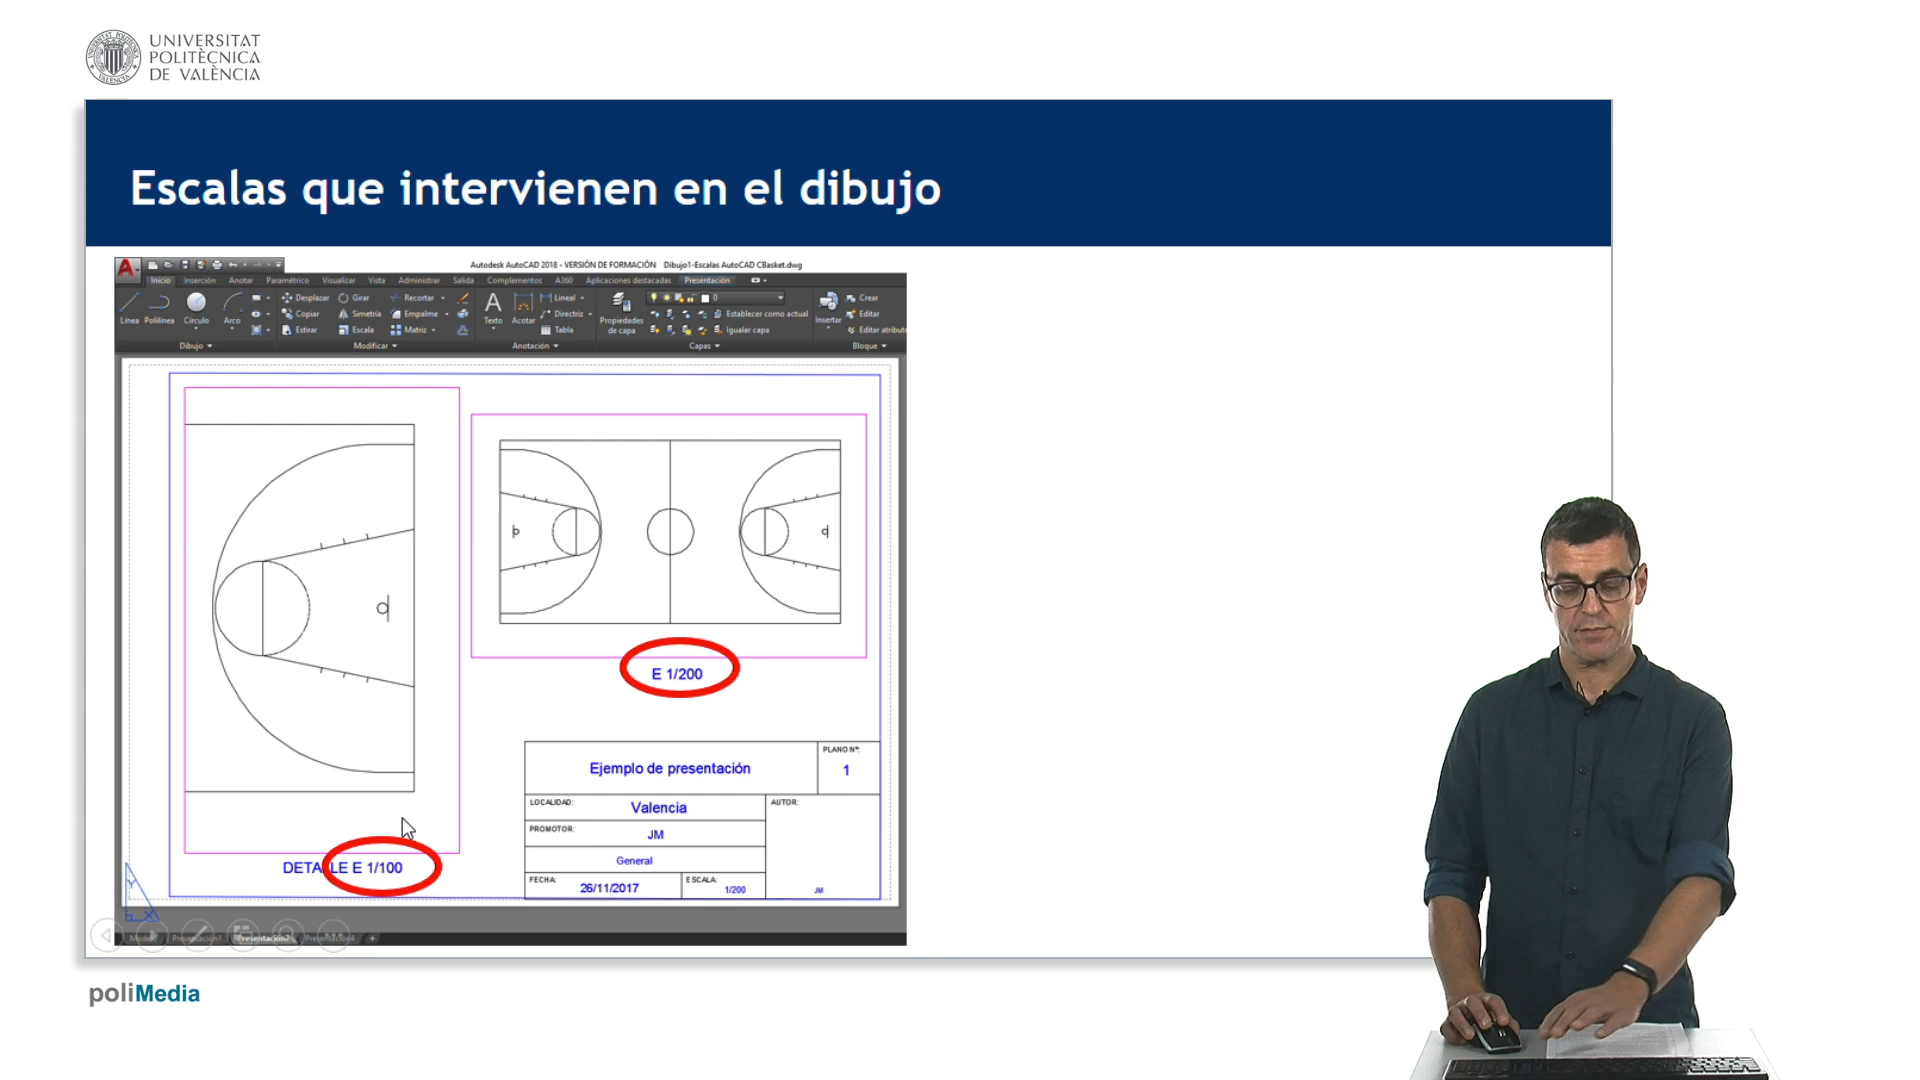 UNIVERSITAT
POLITÈCNICA
DE VALÈNCIA
Escalas que intervienen en el dibujo
Autodesk AutoCAD 2018 - VERSIÓN DE FORMACIÓN Dibujo1-Escalas AutoCAD CBasket.dwg
Inicio Inserción Anotar Paramétrico Visualizar Vista Administrar Salida Complementos A360 Aplicaciones destacadas Presentación
Línea Polilínea Círculo Arco
Desplazar Girar Recortar
Copiar Simetría Empalme
Estirar Escala Matriz
Texto Acotar
Lineal
Directriz
Tabla
Propiedades de capa
0
Establecer como actual
Igualar capa
Insertar
Crear
Editar
Editar atribut
Dibujo Modificar Anotación Capas Bloque
E 1/200
DETALLE E 1/100
Ejemplo de presentación
PLANO Nº:
1
LOCALIDAD: Valencia
AUTOR:
PROMOTOR: JM
General
FECHA: 26/11/2017
ESCALA: 1/200
JM
Y
X
Presentación1 Presentación2 Presentación4 +
poliMedia